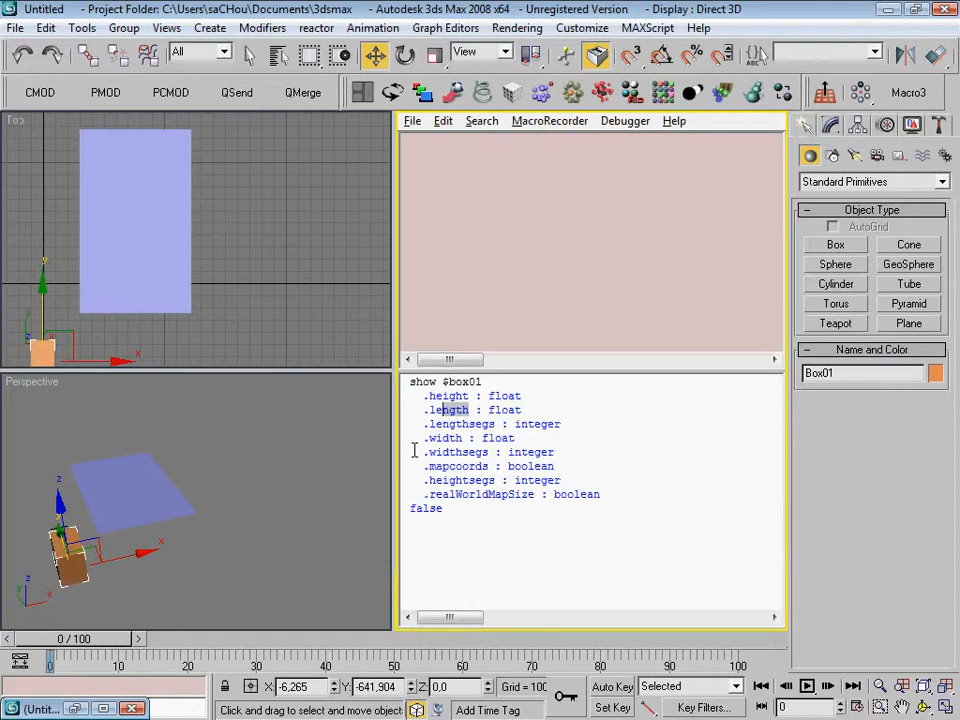 Untitled - Project Folder: C:\Users\saCHou\Documents\3dsmax - Autodesk 3ds Max 2008 x64 - Unregistered Version - Display : Direct 3D
File Edit Tools Group Views Create Modifiers reactor Animation Graph Editors Rendering Customize MAXScript Help
All View
CMOD PMOD PCMOD QSend QMerge Macro3
Top
File Edit Search MacroRecorder Debugger Help
Standard Primitives
Object Type
AutoGrid
Box Cone
Sphere GeoSphere
Cylinder Tube
Torus Pyramid
Teapot Plane
Name and Color
Box01
y
x
Perspective
show $box01
.height : float
.length : float
.lengthsegs : integer
.width : float
.widthsegs : integer
.mapcoords : boolean
.heightsegs : integer
.realWorldMapSize : boolean
false
z
x
z
x
0 / 100
0 10 20 30 40 50 60 70 80 90 100
X: -6,265 Y: -641,904 Z: 0,0 Grid = 100 Auto Key Selected
(Untit... Click and drag to select and move object Add Time Tag Set Key Key Filters... 0